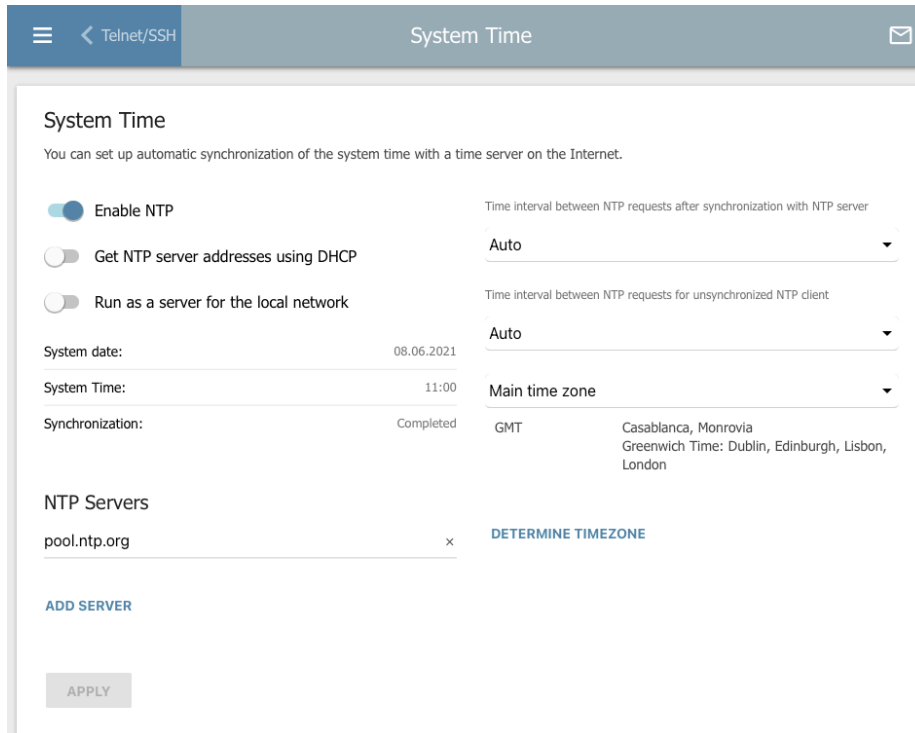 Telnet/SSH
System Time
System Time
You can set up automatic synchronization of the system time with a time server on the Internet.
Enable NTP
Get NTP server addresses using DHCP
Run as a server for the local network
System date: 08.06.2021
System Time: 11:00
Synchronization: Completed
NTP Servers
pool.ntp.org ×
ADD SERVER
APPLY
Time interval between NTP requests after synchronization with NTP server
Auto
Time interval between NTP requests for unsynchronized NTP client
Auto
Main time zone
GMT Casablanca, Monrovia
Greenwich Time: Dublin, Edinburgh, Lisbon,
London
DETERMINE TIMEZONE